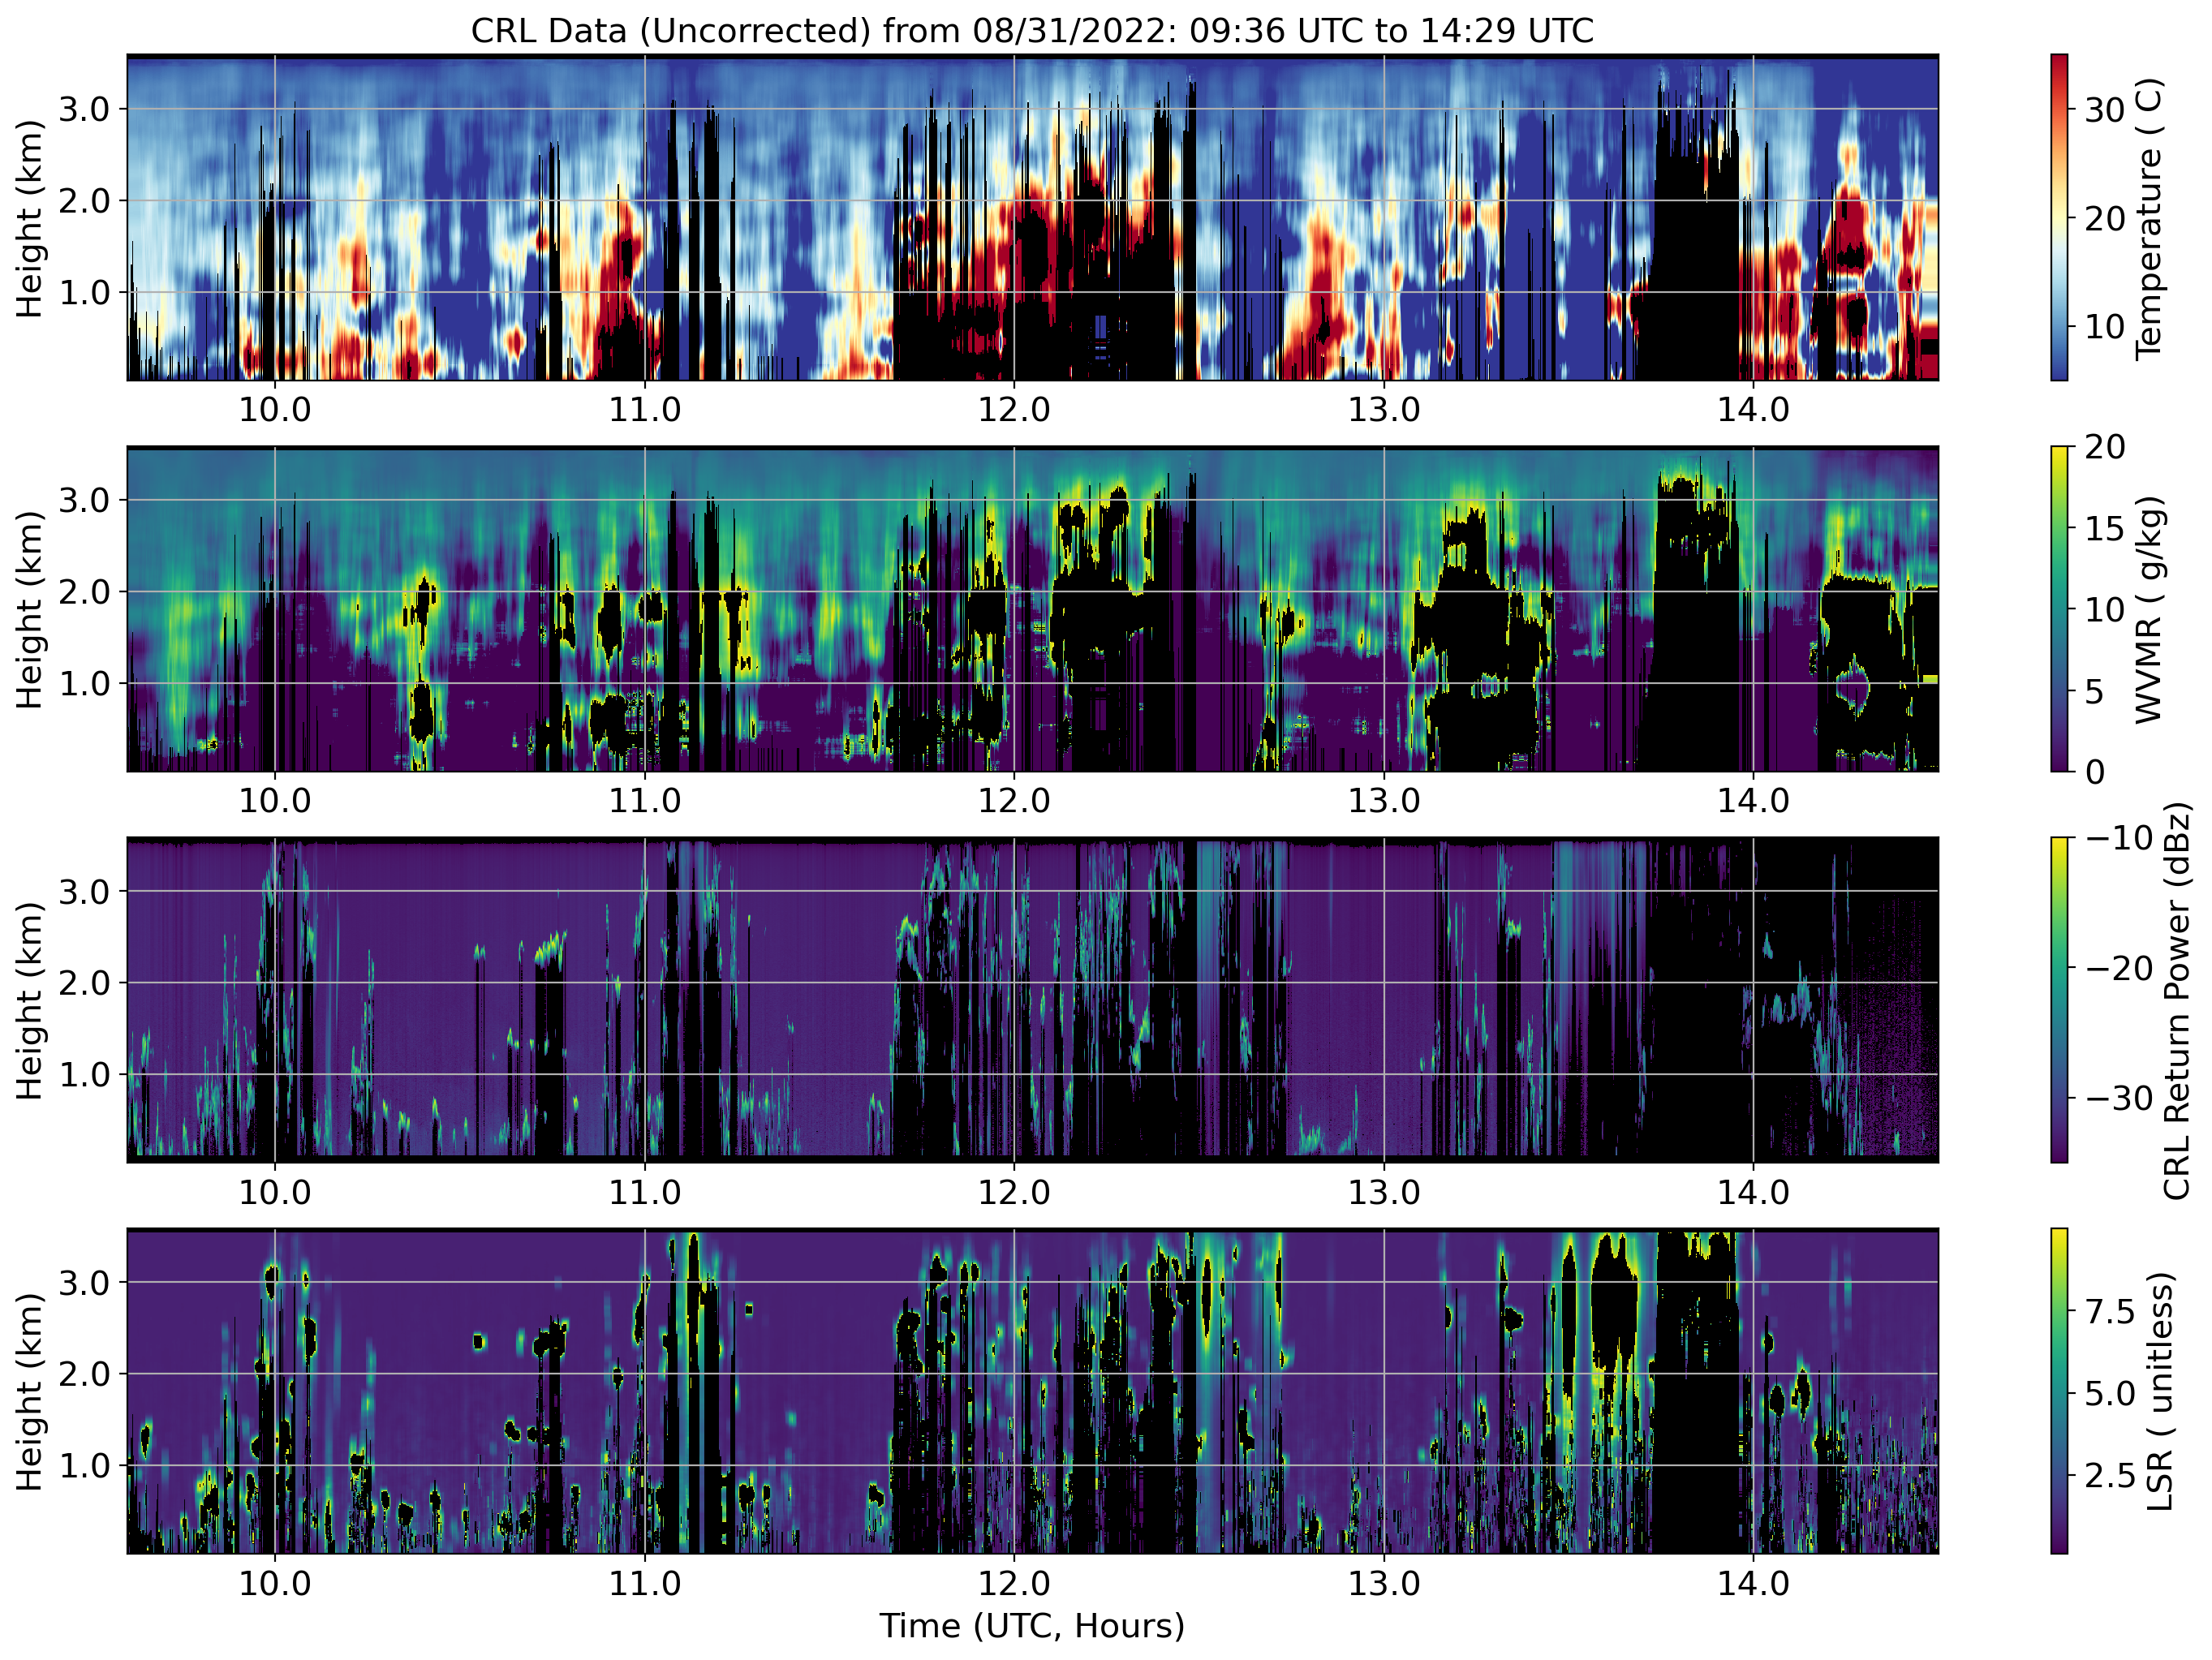 CRL Data (Uncorrected) from 08/31/2022: 09:36 UTC to 14:29 UTC
Height (km)
3.0
2.0
1.0
10.0 11.0 12.0 13.0 14.0
30
20
10
Temperature ( C)
Height (km)
3.0
2.0
1.0
10.0 11.0 12.0 13.0 14.0
20
15
10
5
0
WVMR ( g/kg)
Height (km)
3.0
2.0
1.0
10.0 11.0 12.0 13.0 14.0
−10
−20
−30
CRL Return Power (dBz)
Height (km)
3.0
2.0
1.0
10.0 11.0 12.0 13.0 14.0
7.5
5.0
2.5
LSR ( unitless)
Time (UTC, Hours)